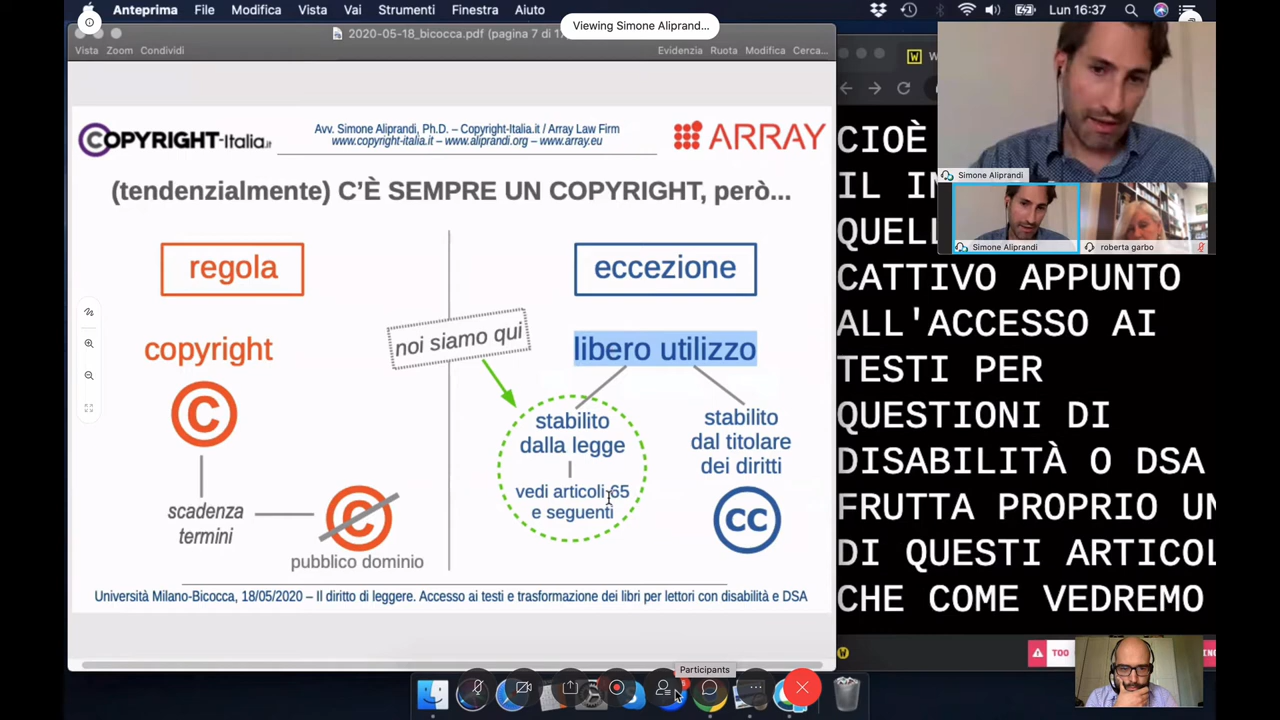 Anteprima File Modifica Vista Vai Strumenti Finestra Aiuto
Lun 16:37
Viewing Simone Aliprand...
2020-05-18_bicocca.pdf (pagina 7 di 1
Vista Zoom Condividi
Evidenzia Ruota Modifica Cerca...
COPYRIGHT-Italia.it
Avv. Simone Aliprandi, Ph.D. – Copyright-Italia.it / Array Law Firm
www.copyright-italia.it – www.aliprandi.org – www.array.eu
ARRAY
(tendenzialmente) C'È SEMPRE UN COPYRIGHT, però...
regola
eccezione
noi siamo qui
copyright
libero utilizzo
C
stabilito
dalla legge
vedi articoli 65
e seguenti
stabilito
dal titolare
dei diritti
CC
scadenza
termini
C
pubblico dominio
Università Milano-Bicocca, 18/05/2020 – Il diritto di leggere. Accesso ai testi e trasformazione dei libri per lettori con disabilità e DSA
Participants
W
Simone Aliprandi
Simone Aliprandi
roberta garbo
CIOÈ
IL
QUELL
CATTIVO APPUNTO
ALL'ACCESSO AI
TESTI PER
QUESTIONI DI
DISABILITÀ O DSA
FRUTTA PROPRIO UN
DI QUESTI ARTICOL
CHE COME VEDREMO
TOO